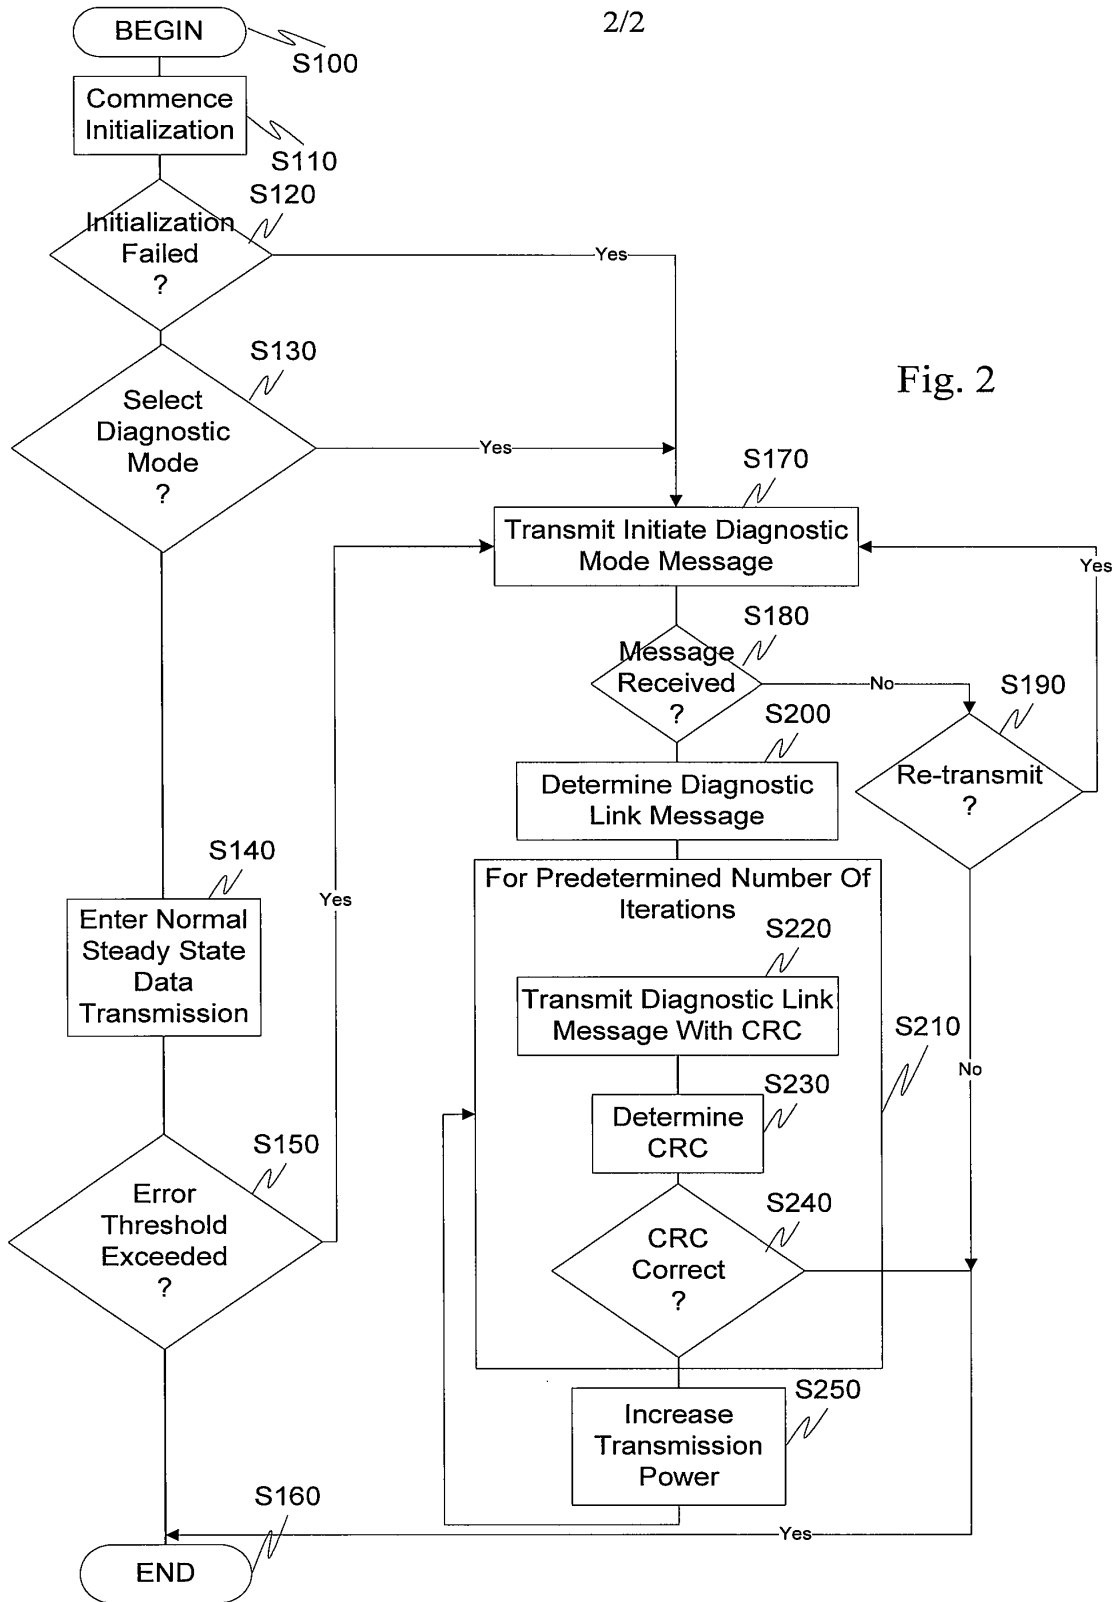 2/2
BEGIN
S100
Commence
Initialization
S110
S120
Initialization
Failed
?
Yes
S130
Select
Diagnostic
Mode
?
Yes
Fig. 2
S170
Transmit Initiate Diagnostic
Mode Message
Yes
S180
Message
Received
?
No
S190
Re-transmit
?
S200
Determine Diagnostic
Link Message
S140
Enter Normal
Steady State
Data
Transmission
Yes
For Predetermined Number Of
Iterations
S220
Transmit Diagnostic Link
Message With CRC
S210
No
S230
Determine
CRC
S150
Error
Threshold
Exceeded
?
S240
CRC
Correct
?
S250
Increase
Transmission
Power
S160
Yes
END